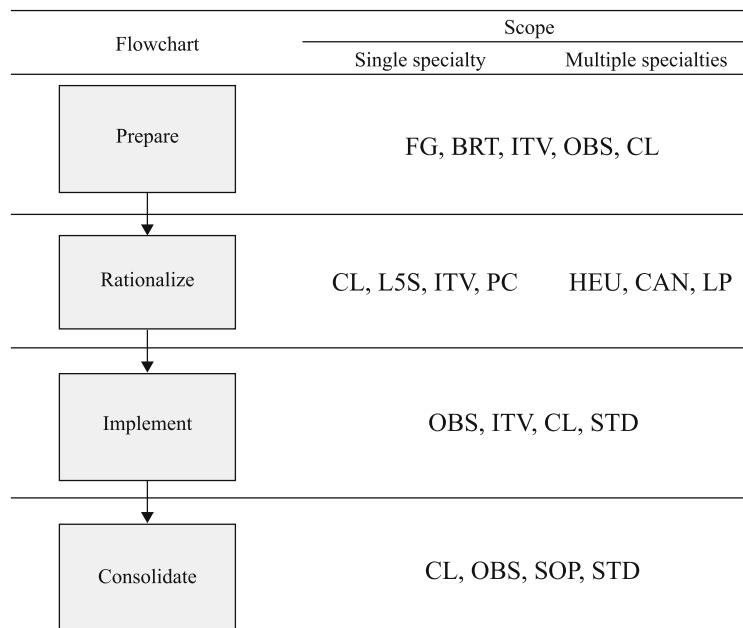 Flowchart
Scope
Single specialty
Multiple specialties
Prepare
FG, BRT, ITV, OBS, CL
Rationalize
CL, L5S, ITV, PC
HEU, CAN, LP
Implement
OBS, ITV, CL, STD
Consolidate
CL, OBS, SOP, STD